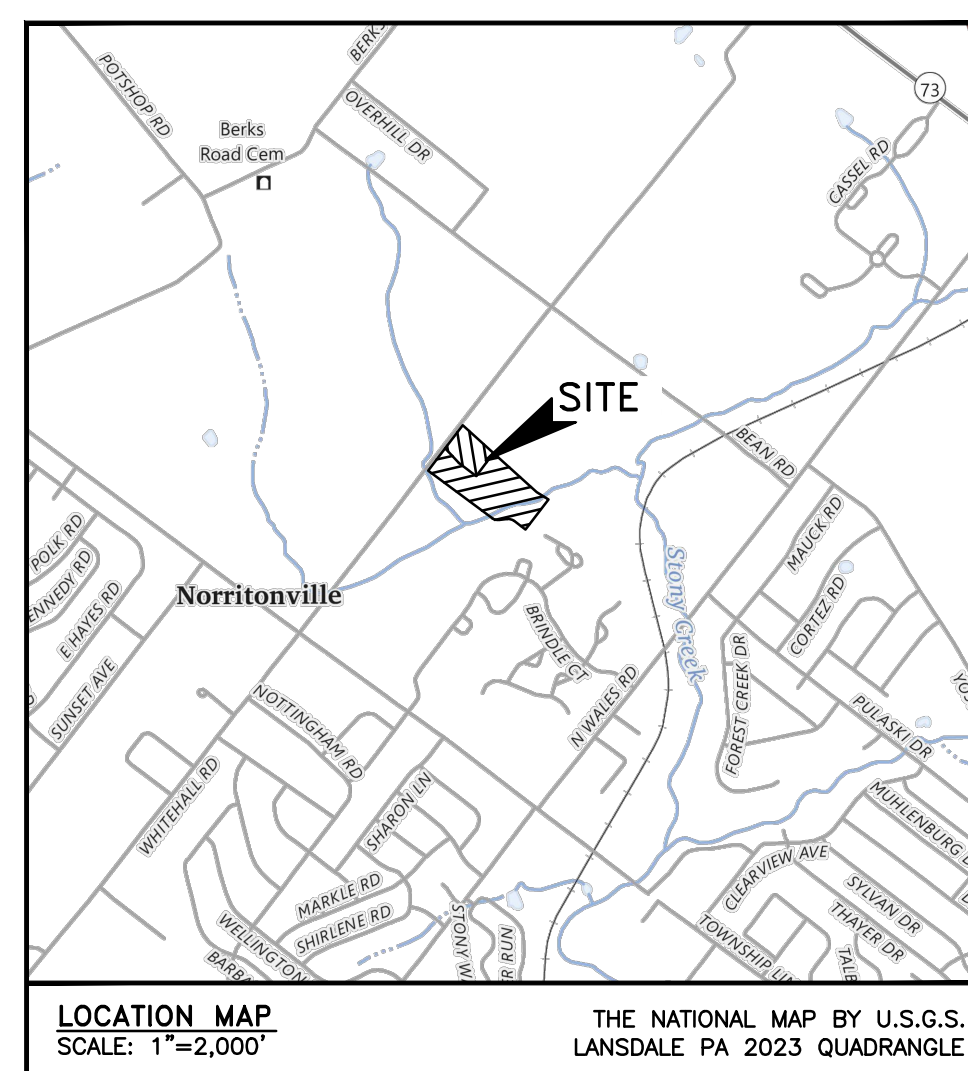 POTSHOP RD
BERKS
OVERHILL DR
73
Berks
Road Cem
CASSEL RD
SITE
BEAN RD
POLK RD
ENNEDY RD
E HAYES RD
SUNSET AVE
Norritonville
MAUCK RD
CORTEZ RD
Stony Creek
BRINDLE CT
FOREST CREEK DR
N WALES RD
NOTTINGHAM RD
PULASKI DR
WHITEHALL RD
SHARON LN
MUHLENBURG
CLEARVIEW AVE
MARKLE RD
SHIRLENE RD
SYLVAN DR
THAYER DR
WELLINGTON
BARBA
STONY W
R RUN
TOWNSHIP LIN
TALB
LOCATION MAP
SCALE: 1"=2,000'
THE NATIONAL MAP BY U.S.G.S.
LANSDALE PA 2023 QUADRANGLE